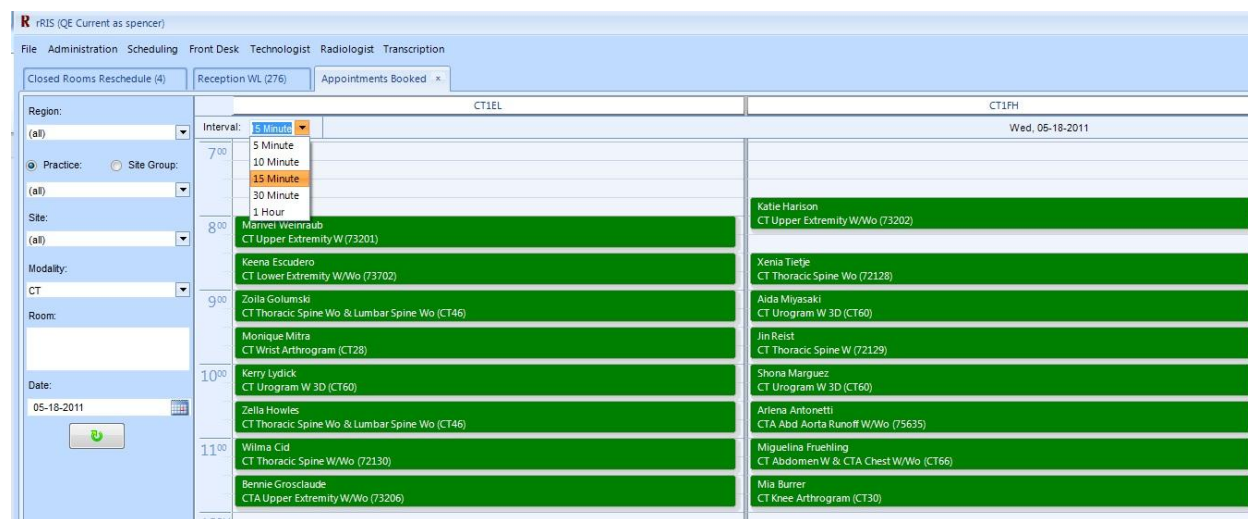 R rRIS (QE Current as spencer)
File Administration Scheduling Front Desk Technologist Radiologist Transcription
Closed Rooms Reschedule (4) Reception WL (276) Appointments Booked ×
Region:
(all)
Practice: Site Group:
(all)
Site:
(all)
Modality:
CT
Room:
Date:
05-18-2011
CT1EL CT1FH
Interval: 15 Minute Wed, 05-18-2011
5 Minute
10 Minute
15 Minute
30 Minute
1 Hour
7 00
8 00
9 00
10 00
11 00
Marivel Weinraub
CT Upper Extremity W (73201)
Keena Escudero
CT Lower Extremity W/Wo (73702)
Zoila Golumski
CT Thoracic Spine Wo & Lumbar Spine Wo (CT46)
Monique Mitra
CT Wrist Arthrogram (CT28)
Kerry Lydick
CT Urogram W 3D (CT60)
Zella Howles
CT Thoracic Spine Wo & Lumbar Spine Wo (CT46)
Wilma Cid
CT Thoracic Spine W/Wo (72130)
Bennie Grosclaude
CTA Upper Extremity W/Wo (73206)
Katie Harison
CT Upper Extremity W/Wo (73202)
Xenia Tietje
CT Thoracic Spine Wo (72128)
Aida Miyasaki
CT Urogram W 3D (CT60)
Jin Reist
CT Thoracic Spine W (72129)
Shona Marguez
CT Urogram W 3D (CT60)
Arlena Antonetti
CTA Abd Aorta Runoff W/Wo (75635)
Miguelina Fruehling
CT Abdomen W & CTA Chest W/Wo (CT66)
Mia Burrer
CT Knee Arthrogram (CT30)